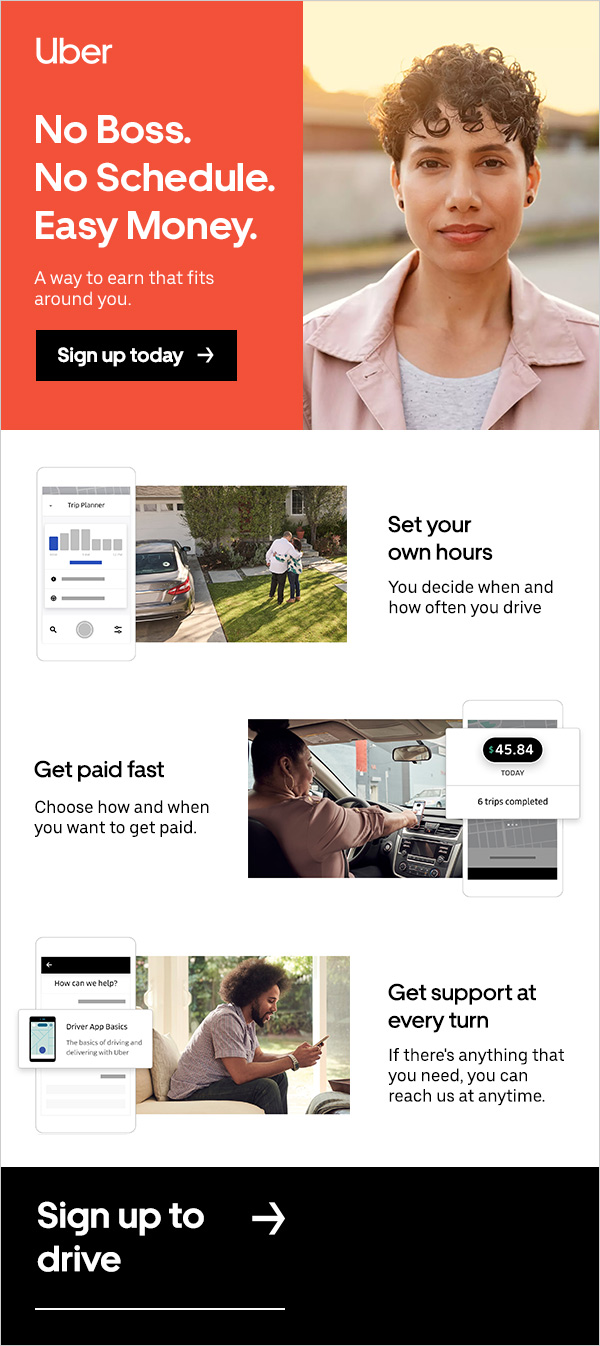 Uber
No Boss.
No Schedule.
Easy Money.
A way to earn that fits
around you.
Sign up today →
Trip Planner
Set your
own hours
You decide when and
how often you drive
Get paid fast
Choose how and when
you want to get paid.
$45.84
TODAY
6 trips completed
How can we help?
Driver App Basics
The basics of driving and
delivering with Uber
Get support at
every turn
If there's anything that
you need, you can
reach us at anytime.
Sign up to →
drive